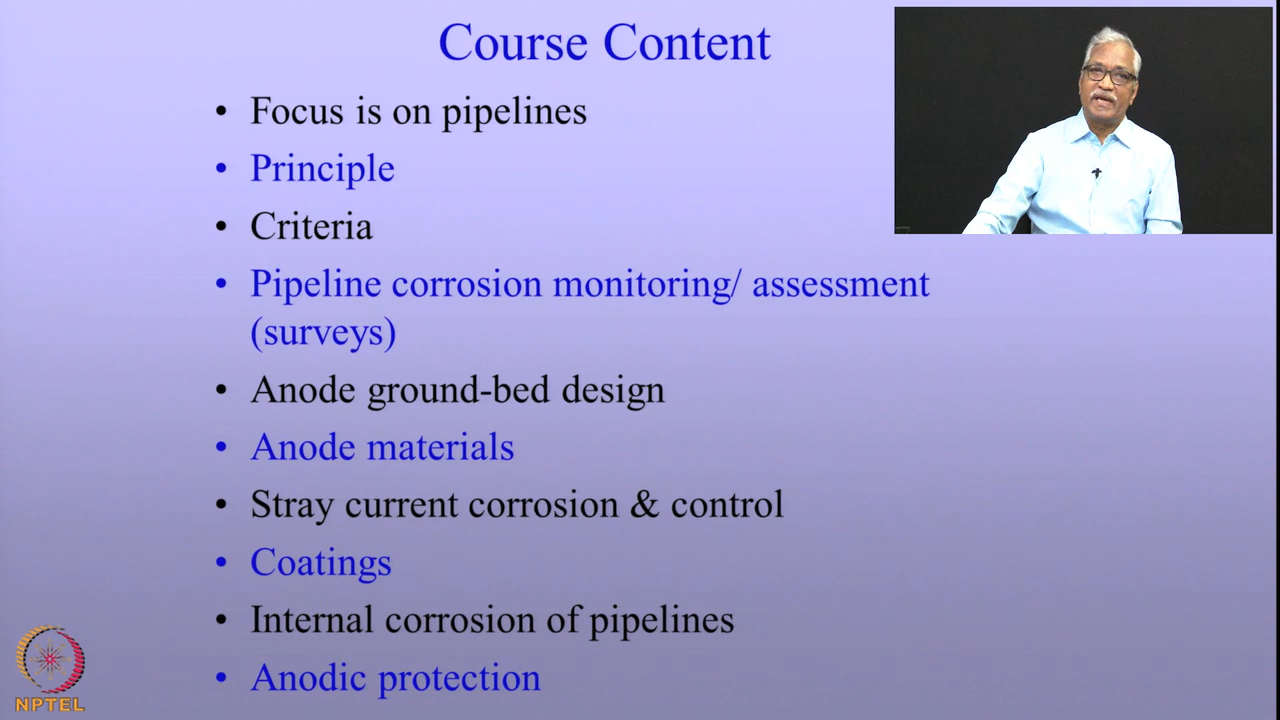 Course Content
• Focus is on pipelines
• Principle
• Criteria
• Pipeline corrosion monitoring/ assessment
(surveys)
• Anode ground-bed design
• Anode materials
• Stray current corrosion & control
• Coatings
• Internal corrosion of pipelines
• Anodic protection
NPTEL